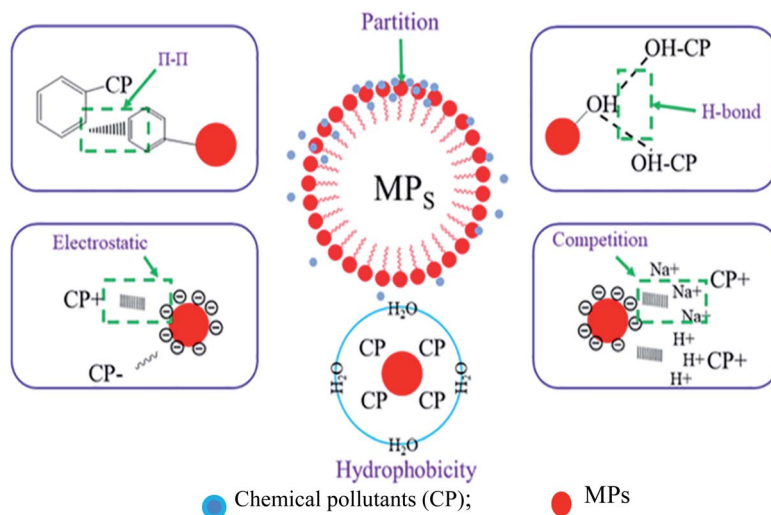 Partition
Π-Π
CP
OH-CP
OH
H-bond
OH-CP
MPS
Electrostatic
CP+
CP-
Competition
Na+
CP+
Na+
Na+
H+
H+CP+
H+
H2O
CP CP
H2O H2O
CP CP
H2O
Hydrophobicity
Chemical pollutants (CP); MPs